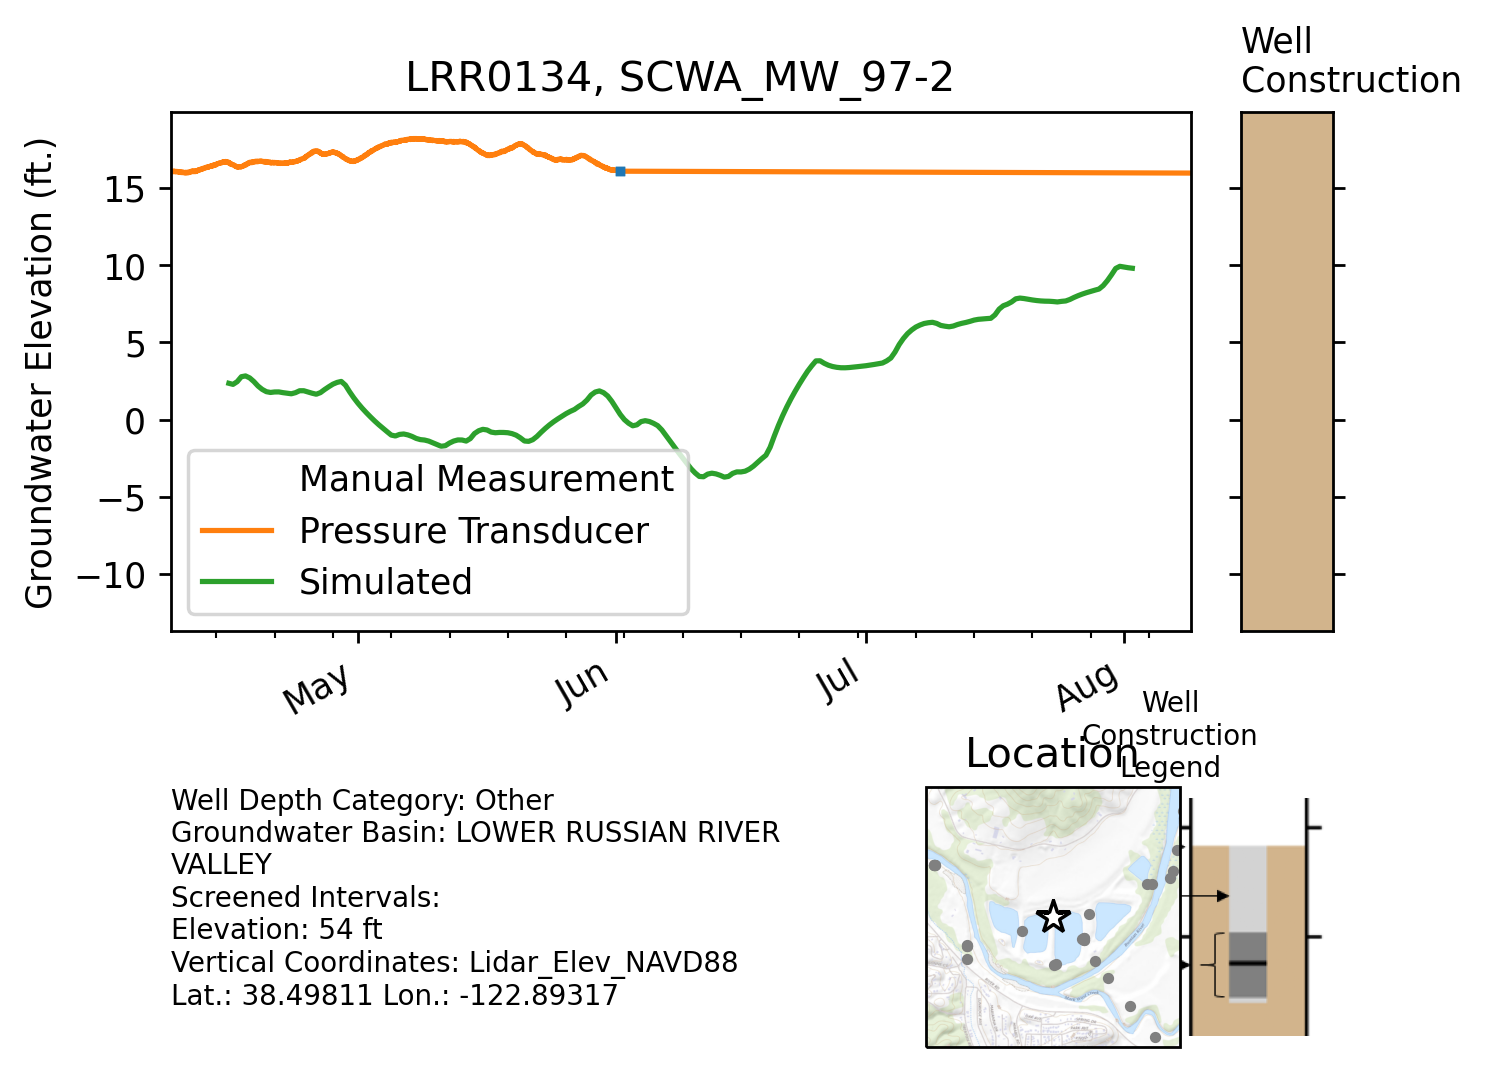 Well
Construction
LRR0134, SCWA_MW_97-2
Groundwater Elevation (ft.)
15
10
5
0
−5
−10
Manual Measurement
Pressure Transducer
Simulated
May
Jun
Jul
Aug
Well
Construction
Legend
Location
Well Depth Category: Other
Groundwater Basin: LOWER RUSSIAN RIVER
VALLEY
Screened Intervals:
Elevation: 54 ft
Vertical Coordinates: Lidar_Elev_NAVD88
Lat.: 38.49811 Lon.: -122.89317